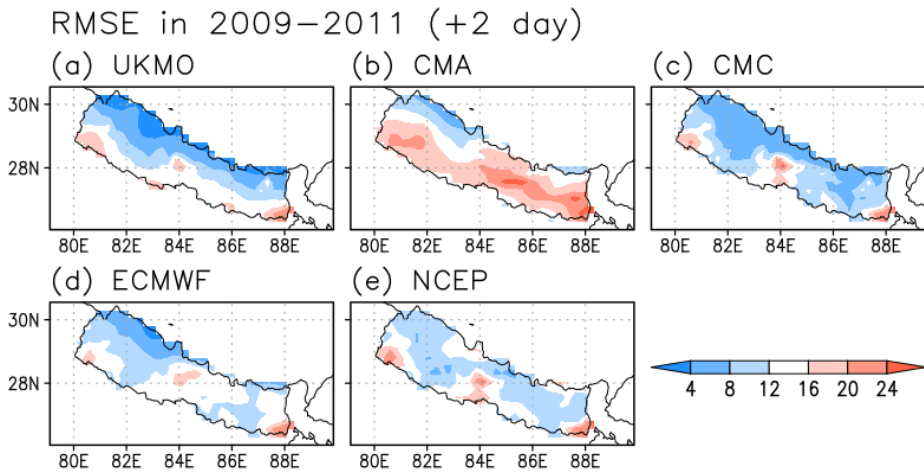 RMSE in 2009-2011 (+2 day)
(a) UKMO
(b) CMA
(c) CMC
30N
28N
80E 82E 84E 86E 88E
80E 82E 84E 86E 88E
80E 82E 84E 86E 88E
(d) ECMWF
(e) NCEP
30N
28N
4 8 12 16 20 24
80E 82E 84E 86E 88E
80E 82E 84E 86E 88E